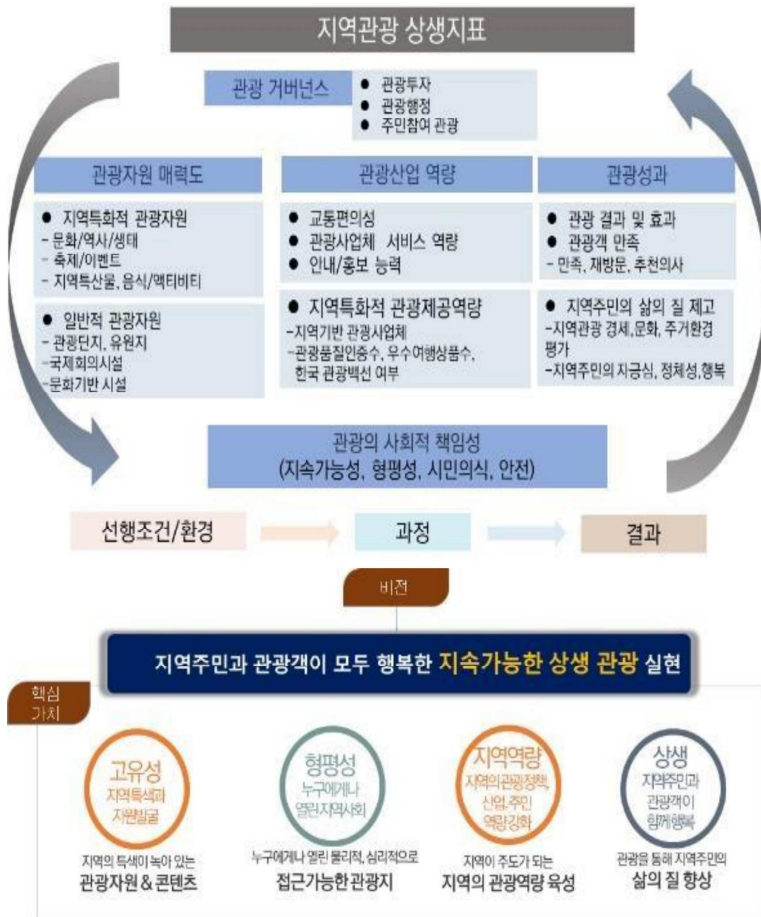 지역관광 상생지표
관광 거버넌스
● 관광투자
● 관광행정
● 주민참여 관광
관광자원 매력도
● 지역특화적 관광자원
- 문화/역사/생태
- 축제/이벤트
- 지역특산물, 음식/액티비티
● 일반적 관광자원
- 관광단지, 유원지
-국제회의시설
-문화기반 시설
관광산업 역량
● 교통편의성
● 관광사업체 서비스 역량
● 안내/홍보 능력
● 지역특화적 관광제공역량
-지역기반 관광사업체
-관광품질인증수, 우수여행상품수,
한국 관광백선 여부
관광성과
● 관광 결과 및 효과
● 관광객 만족
- 만족, 재방문, 추천의사
● 지역주민의 삶의 질 제고
-지역관광 경제,문화, 주거환경
평가
-지역주민의 자긍심, 정체성,행복
관광의 사회적 책임성
(지속가능성, 형평성, 시민의식, 안전)
선행조건/환경
과정
결과
비전
지역주민과 관광객이 모두 행복한 지속가능한 상생 관광 실현
핵심
가치
고유성
지역특색과
자원발굴
지역의 특색이 녹아 있는
관광자원 & 콘텐츠
형평성
누구에게나
열린지역사회
누구에게나 열린 물리적, 심리적으로
접근가능한 관광지
지역역량
지역의관광정책,
산업, 주민
역량강화
지역이 주도가 되는
지역의 관광역량 육성
상생
지역주민과
관광객이
함께행복
관광을 통해 지역주민의
삶의 질 향상